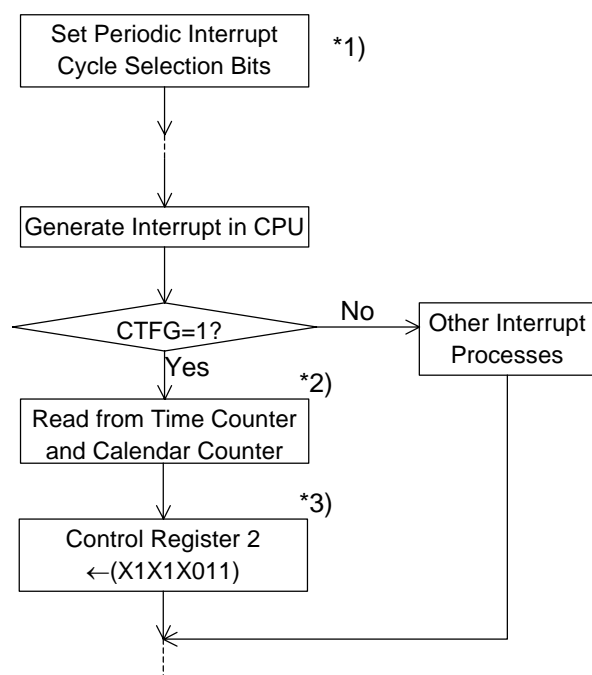 Set Periodic Interrupt
Cycle Selection Bits
*1)
Generate Interrupt in CPU
CTFG=1?
No
Yes
Other Interrupt
Processes
*2)
Read from Time Counter
and Calendar Counter
*3)
Control Register 2
←(X1X1X011)